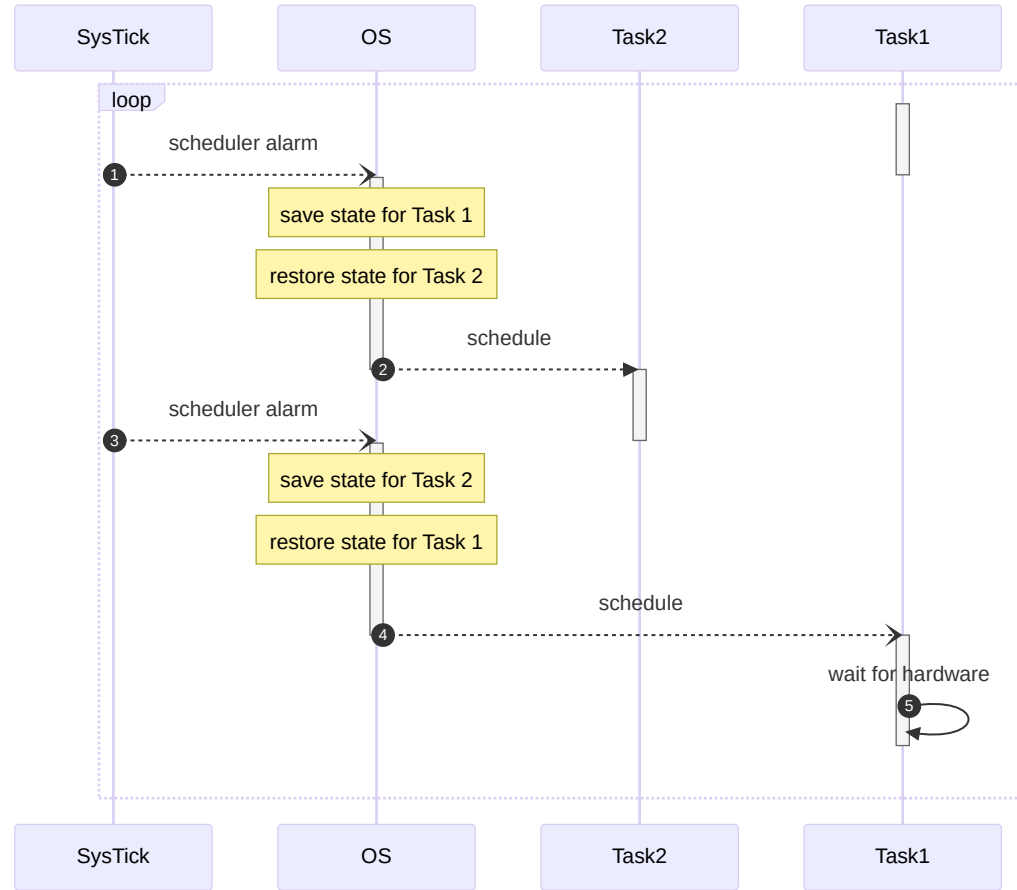 SysTick
OS
Task2
Task1
loop
scheduler alarm
1
save state for Task 1
restore state for Task 2
schedule
2
scheduler alarm
3
save state for Task 2
restore state for Task 1
schedule
4
wait for hardware
5
SysTick
OS
Task2
Task1